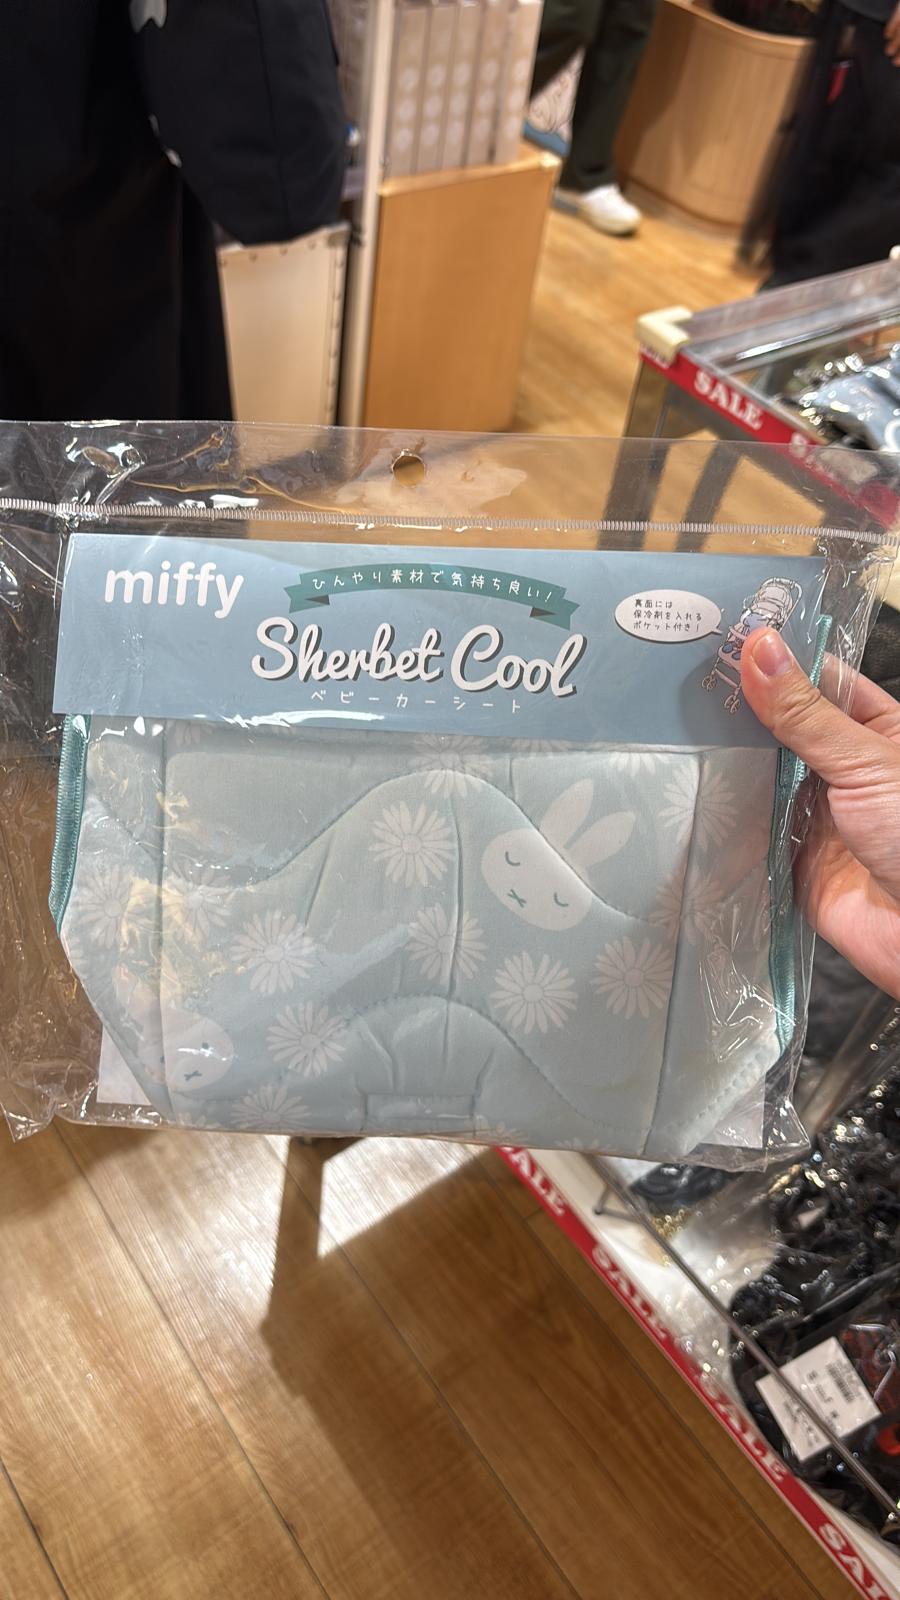 SALE
miffy
ひんやり素材で気持ち良い!
Sherbet Cool
ベビーカーシート
裏面には
保冷剤を入れる
ポケット付き!
SALE
SALE
SALE
SAL